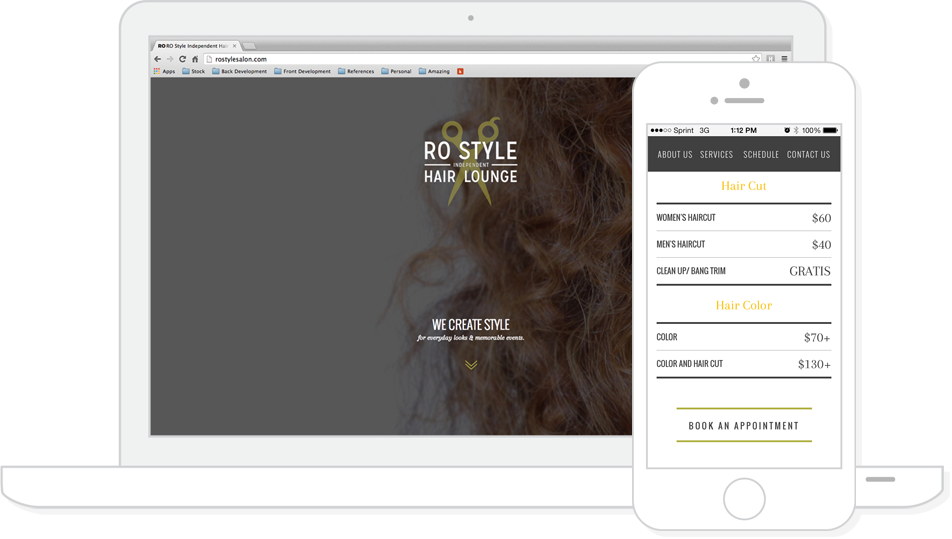 RO RO Style Independent Hai
rostylesalon.com
Apps Stock Back Development Front Development References Personal Amazing
RO STYLE
INDEPENDENT
HAIR LOUNGE
WE CREATE STYLE
for everyday looks & memorable events.
Sprint 3G 1:12 PM 100%
ABOUT US SERVICES SCHEDULE CONTACT US
Hair Cut
WOMEN'S HAIRCUT $60
MEN'S HAIRCUT $40
CLEAN UP/ BANG TRIM GRATIS
Hair Color
COLOR $70+
COLOR AND HAIR CUT $130+
BOOK AN APPOINTMENT